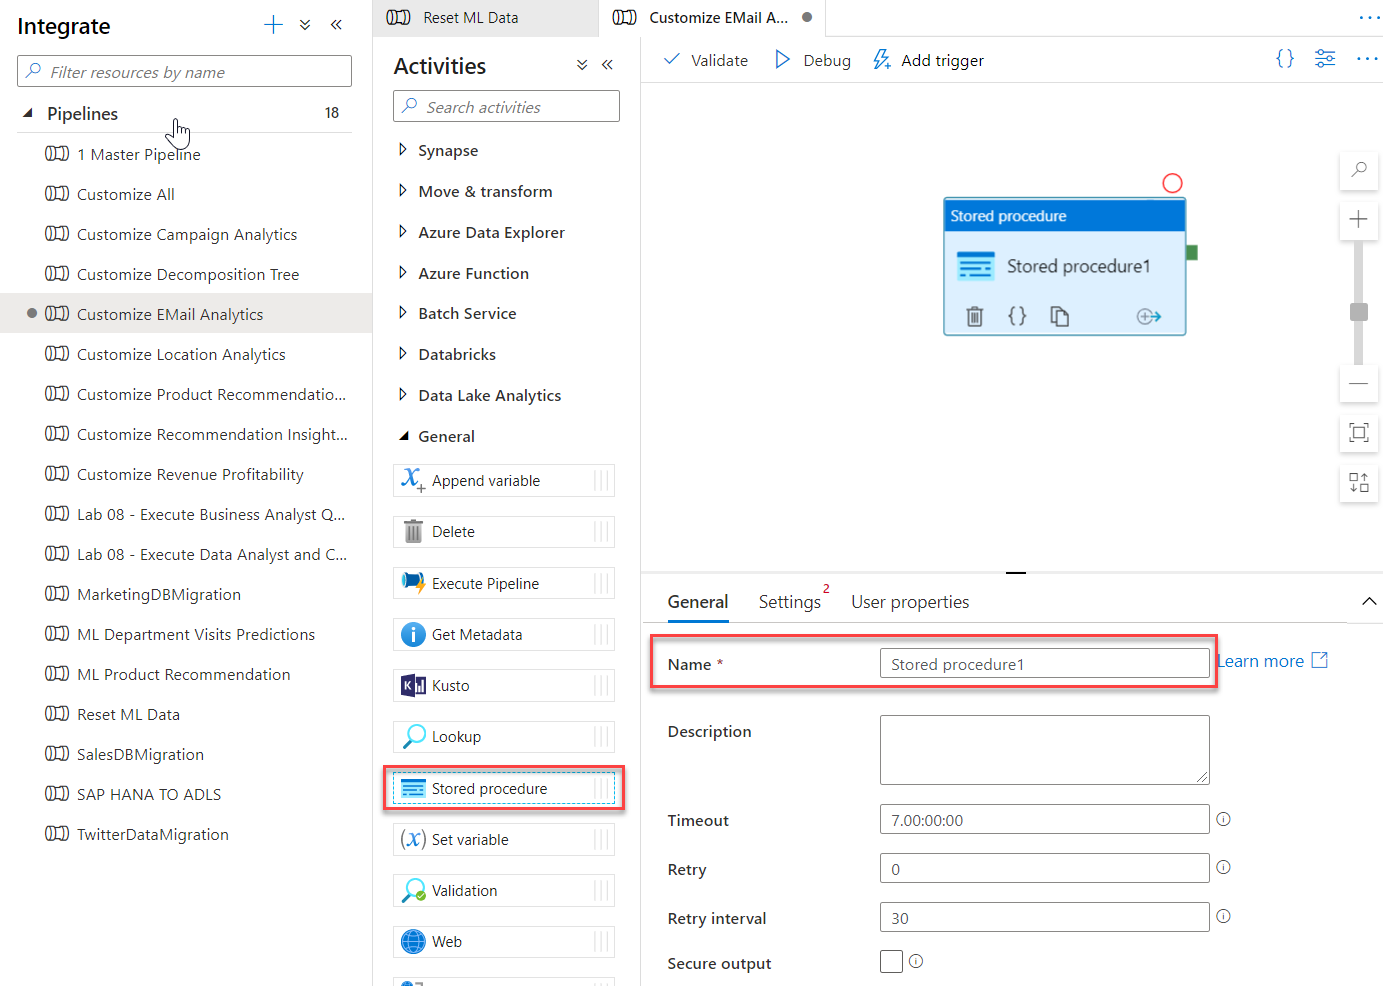 Integrate
Filter resources by name
Pipelines 18
1 Master Pipeline
Customize All
Customize Campaign Analytics
Customize Decomposition Tree
Customize EMail Analytics
Customize Location Analytics
Customize Product Recommendatio...
Customize Recommendation Insight...
Customize Revenue Profitability
Lab 08 - Execute Business Analyst Q...
Lab 08 - Execute Data Analyst and C...
MarketingDBMigration
ML Department Visits Predictions
ML Product Recommendation
Reset ML Data
SalesDBMigration
SAP HANA TO ADLS
TwitterDataMigration
Reset ML Data
Customize EMail A...
Activities
Search activities
Synapse
Move & transform
Azure Data Explorer
Azure Function
Batch Service
Databricks
Data Lake Analytics
General
Append variable
Delete
Execute Pipeline
Get Metadata
Kusto
Lookup
Stored procedure
Set variable
Validation
Web
Validate
Debug
Add trigger
Stored procedure
Stored procedure1
General
Settings 2
User properties
Name * Stored procedure1 Learn more
Description
Timeout 7.00:00:00
Retry 0
Retry interval 30
Secure output